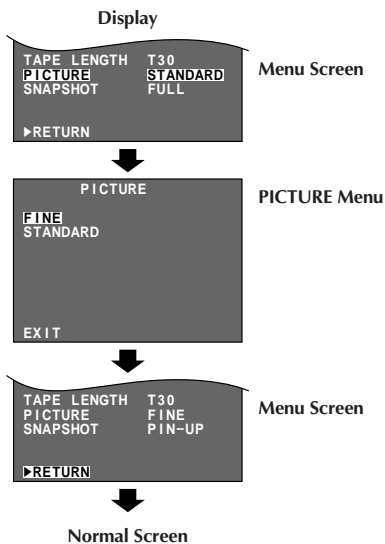 Display
TAPE LENGTH T30
PICTURE STANDARD
SNAPSHOT FULL
▶RETURN
Menu Screen
PICTURE
FINE
STANDARD
EXIT
PICTURE Menu
TAPE LENGTH T30
PICTURE FINE
SNAPSHOT PIN-UP
▶RETURN
Menu Screen
Normal Screen